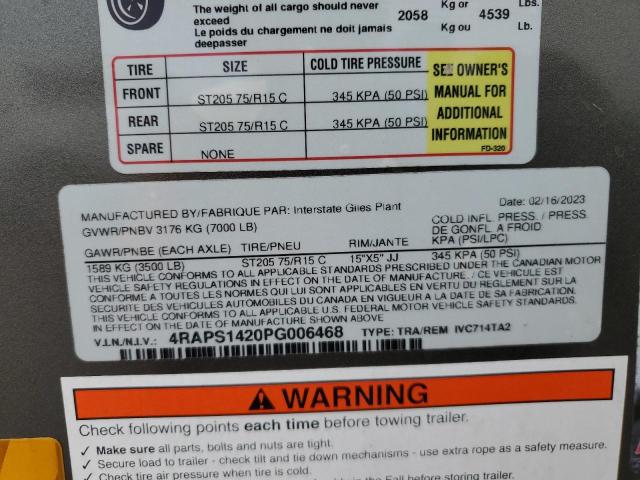 The weight of all cargo should never
exceed
Le poids du chargement ne doit jamais
deepasser
2058
Kg or
Kg ou
4539
Lbs.
Lb.
TIRE SIZE COLD TIRE PRESSURE
FRONT ST205 75/R15 C 345 KPA (50 PSI)
REAR ST205 75/R15 C 345 KPA (50 PSI)
SPARE NONE
SEE OWNER'S
MANUAL FOR
ADDITIONAL
INFORMATION
FD-320
MANUFACTURED BY/FABRIQUE PAR: Interstate Giles Plant Date: 02/16/2023
GVWR/PNBV 3176 KG (7000 LB)
COLD INFL. PRESS. / PRESS.
DE GONFL. A FROID
GAWR/PNBE (EACH AXLE) TIRE/PNEU RIM/JANTE KPA (PSI/LPC)
1589 KG (3500 LB) ST205 75/R15 C 15"X5" JJ 345 KPA (50 PSI)
THIS VEHICLE CONFORMS TO ALL APPLICABLE STANDARDS PRESCRIBED UNDER THE CANADIAN MOTOR
VEHICLE SAFETY REGULATIONS IN EFFECT ON THE DATE OF MANUFACTURE. / CE VEHICULE EST
CONFORME A TOUTES LES NORMES QUI LUI SONT APPLICABLES EN VERTU DU REGLEMENT SUR LA
SECURITE DES VEHICULES AUTOMOBILES DU CANADA EN VIGUEUR A LA DATE DE SA FABRICATION.
THIS VEHICLE CONFORMS TO ALL APPLICABLE U.S. FEDERAL MOTOR VEHICLE SAFETY STANDARDS.
IN EFFECT ON DATE OF MANUFACTURE SHOWN ABOVE
V.I.N./N.I.V.: 4RAPS1420PG006468 TYPE: TRA/REM IVC714TA2
WARNING
Check following points each time before towing trailer.
✓ Make sure all parts, bolts and nuts are tight.
✓ Secure load to trailer - check tilt and tie down mechanisms - use extra rope as a safety measure.
✓ Check tire air pressure when tire is cold.
in the Fall before storing trailer.